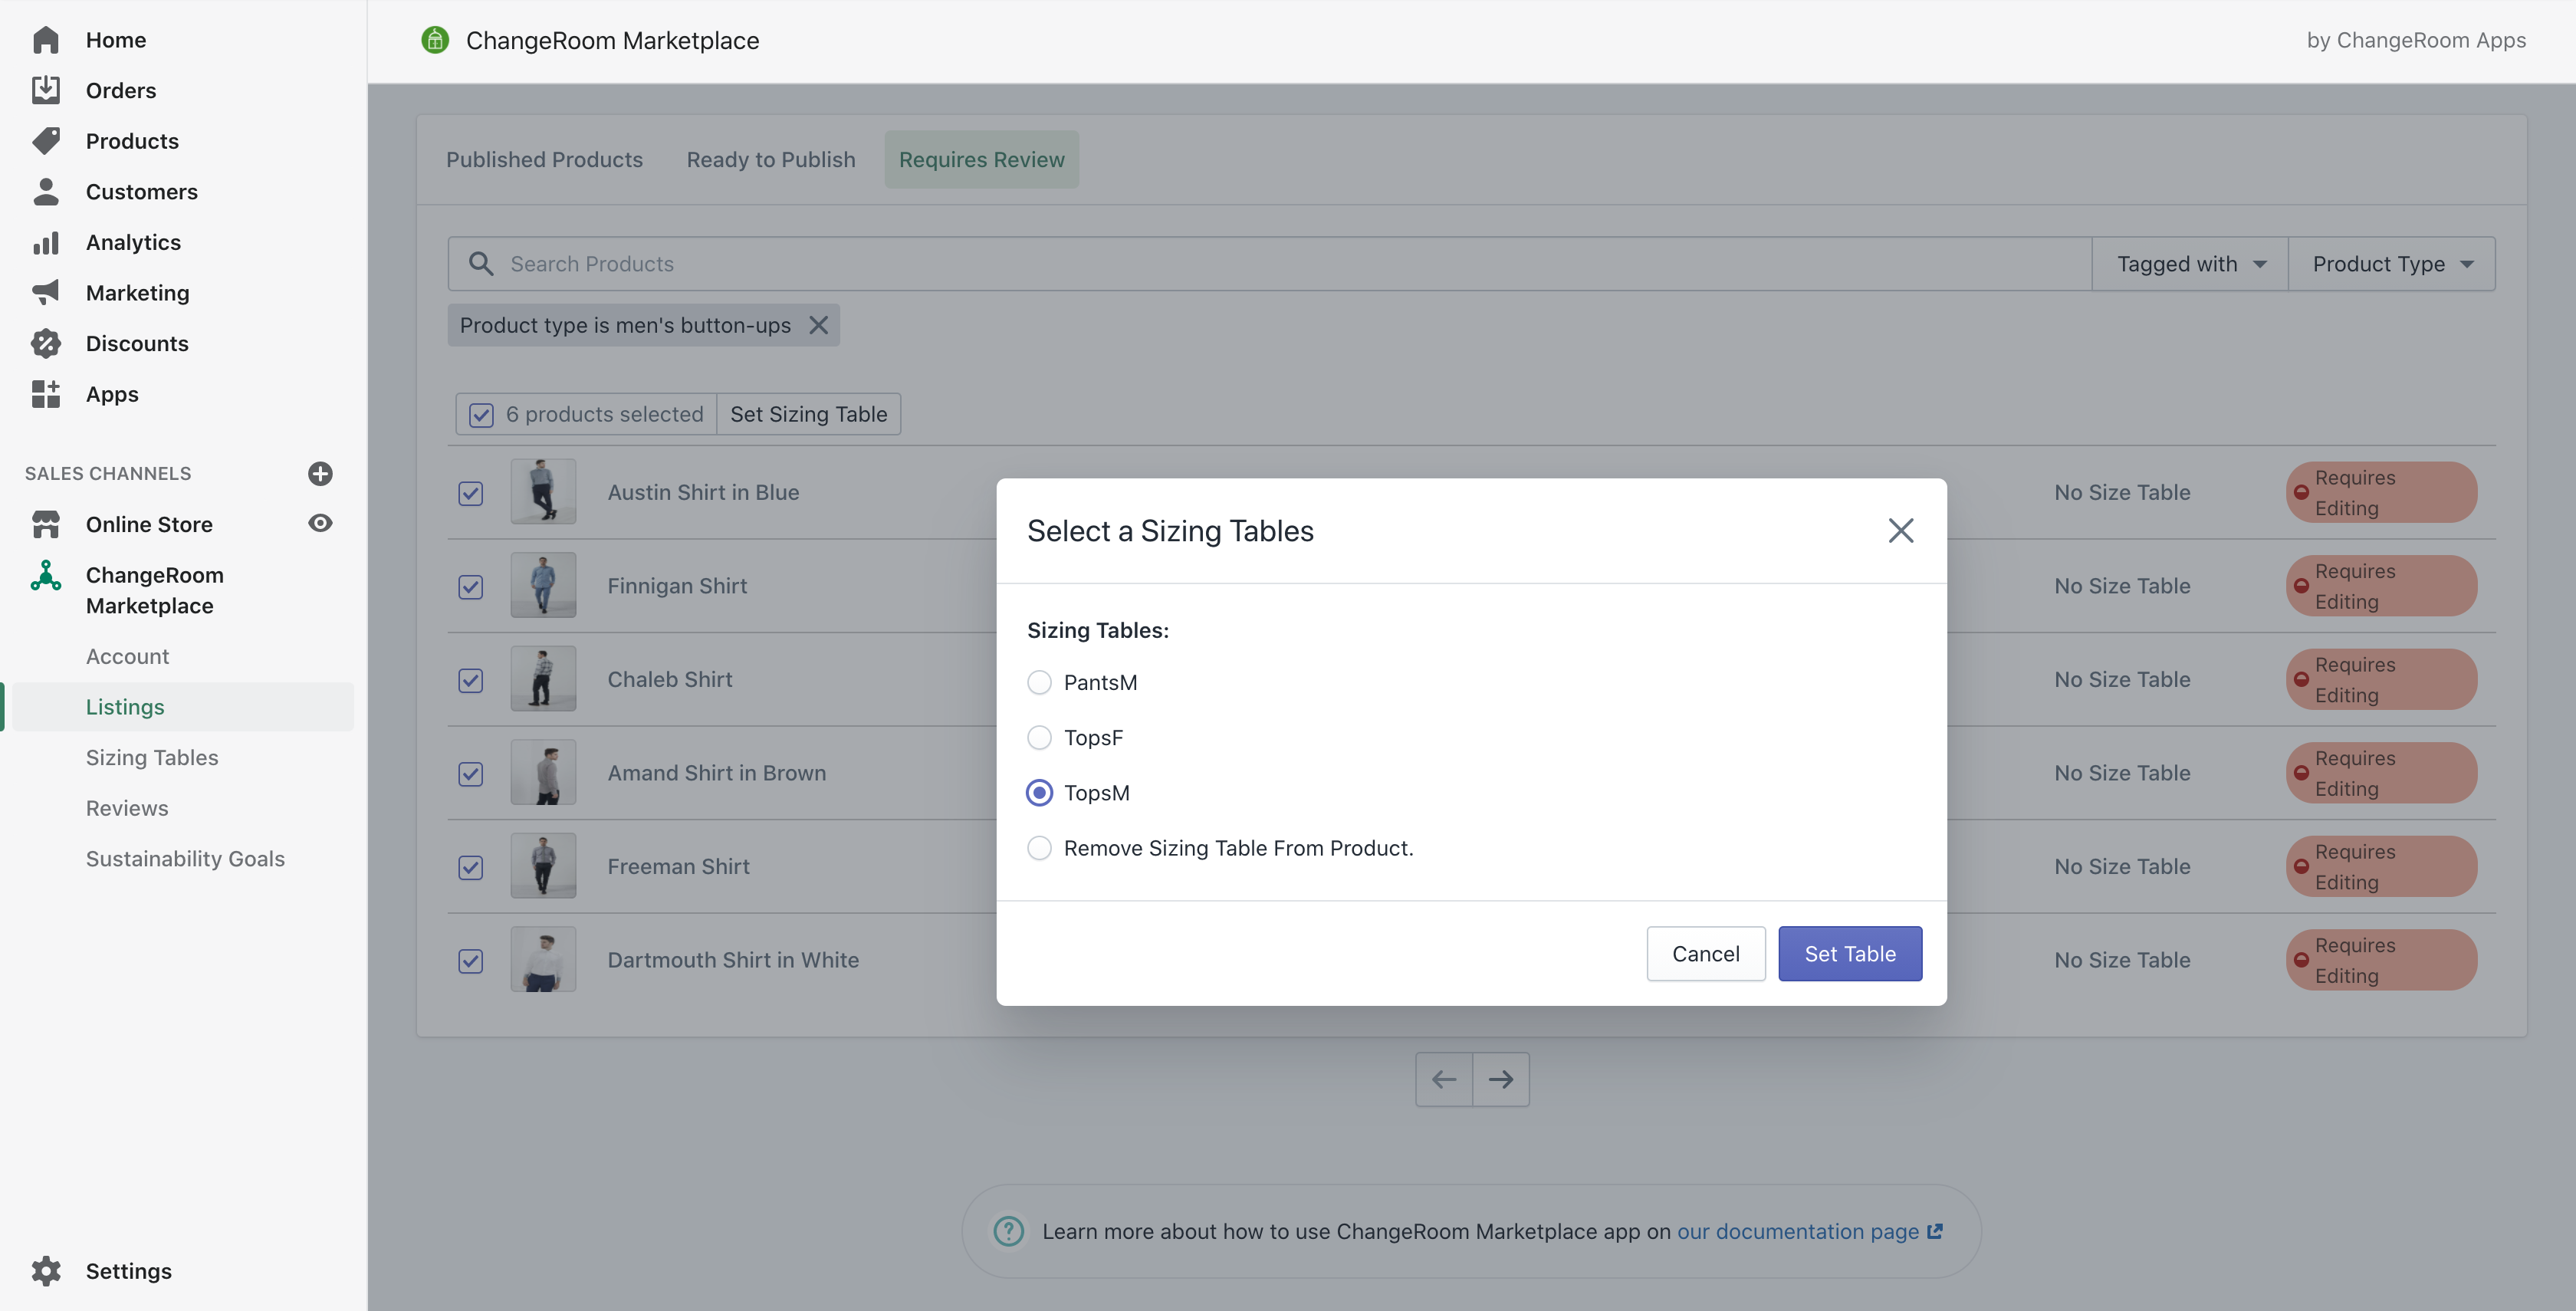 Home
Orders
Products
Customers
Analytics
Marketing
Discounts
Apps
SALES CHANNELS
Online Store
ChangeRoom
Marketplace
Account
Listings
Sizing Tables
Reviews
Sustainability Goals
Settings
ChangeRoom Marketplace
by ChangeRoom Apps
Published Products
Ready to Publish
Requires Review
Search Products
Tagged with
Product Type
Product type is men's button-ups
6 products selected
Set Sizing Table
Austin Shirt in Blue
No Size Table
Requires
Editing
Finnigan Shirt
No Size Table
Requires
Editing
Chaleb Shirt
No Size Table
Requires
Editing
Amand Shirt in Brown
No Size Table
Requires
Editing
Freeman Shirt
No Size Table
Requires
Editing
Dartmouth Shirt in White
No Size Table
Requires
Editing
Select a Sizing Tables
Sizing Tables:
PantsM
TopsF
TopsM
Remove Sizing Table From Product.
Cancel
Set Table
Learn more about how to use ChangeRoom Marketplace app on our documentation page